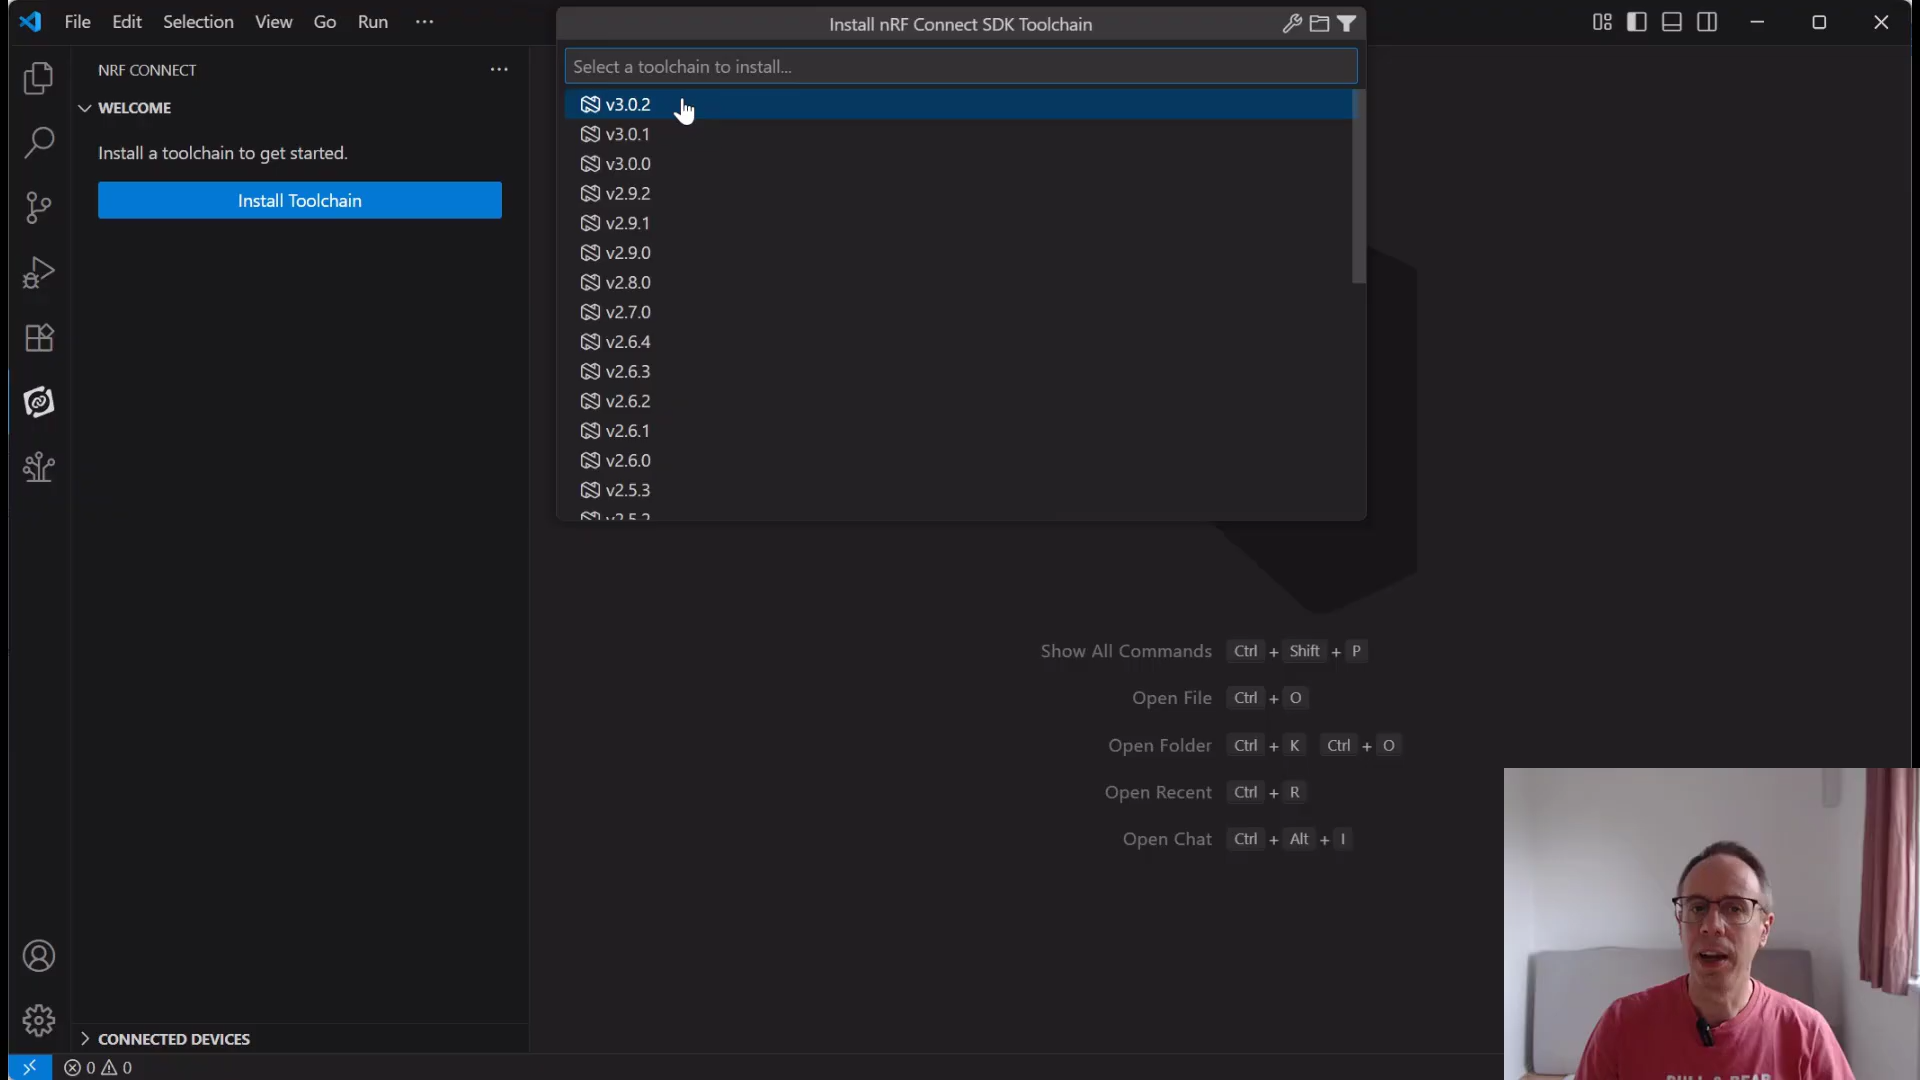 File Edit Selection View Go Run ···
Install nRF Connect SDK Toolchain
Select a toolchain to install...
v3.0.2
v3.0.1
v3.0.0
v2.9.2
v2.9.1
v2.9.0
v2.8.0
v2.7.0
v2.6.4
v2.6.3
v2.6.2
v2.6.1
v2.6.0
v2.5.3
v2.5.2
NRF CONNECT ···
WELCOME
Install a toolchain to get started.
Install Toolchain
Show All Commands Ctrl + Shift + P
Open File Ctrl + O
Open Folder Ctrl + K Ctrl + O
Open Recent Ctrl + R
Open Chat Ctrl + Alt + I
CONNECTED DEVICES
0 0